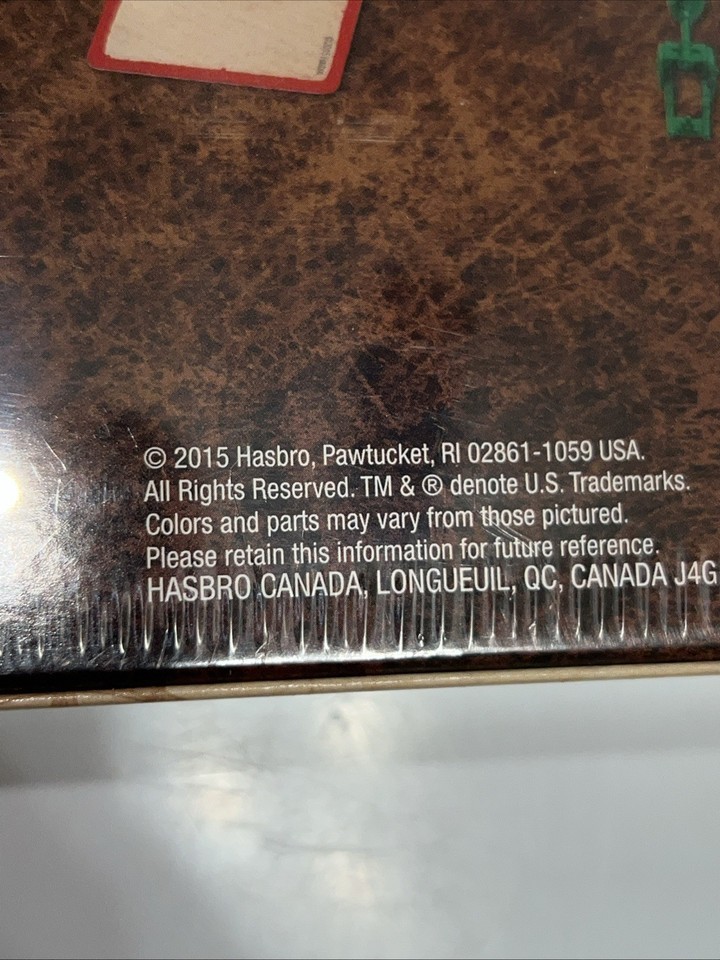 © 2015 Hasbro, Pawtucket, RI 02861-1059 USA.
All Rights Reserved. TM & ® denote U.S. Trademarks.
Colors and parts may vary from those pictured.
Please retain this information for future reference.
HASBRO CANADA, LONGUEUIL, QC, CANADA J4G